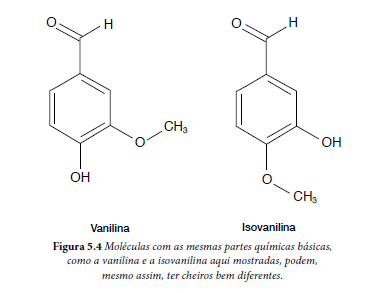 O H O H
CH3
O
OH
OH
O
CH3
Vanilina Isovanilina
Figura 5.4 Moléculas com as mesmas partes químicas básicas,
como a vanilina e a isovanilina aqui mostradas, podem,
mesmo assim, ter cheiros bem diferentes.